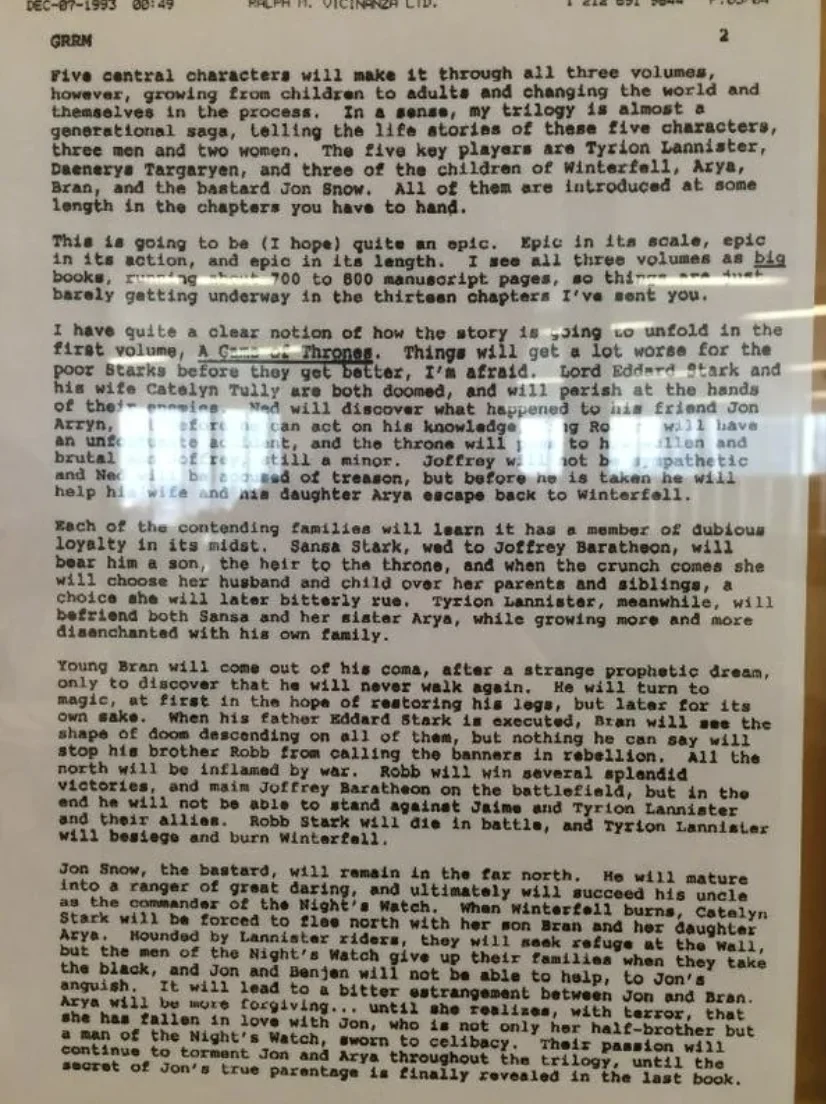 DEC-07-1993 00:49 RALPH M. VICINANZA LTD. 1 212 691 9644
GRRM 2
Five central characters will make it through all three volumes,
however, growing from children to adults and changing the world and
themselves in the process. In a sense, my trilogy is almost a
generational saga, telling the life stories of these five characters,
three men and two women. The five key players are Tyrion Lannister,
Daenerys Targaryen, and three of the children of Winterfell, Arya,
Bran, and the bastard Jon Snow. All of them are introduced at some
length in the chapters you have to hand.
This is going to be (I hope) quite an epic. Epic in its scale, epic
in its action, and epic in its length. I see all three volumes as big
books, running about 700 to 800 manuscript pages, so things are just
barely getting underway in the thirteen chapters I've sent you.
I have quite a clear notion of how the story is going to unfold in the
first volume, A Game of Thrones. Things will get a lot worse for the
poor Starks before they get better, I'm afraid. Lord Eddard Stark and
his wife Catelyn Tully are both doomed, and will perish at the hands
of their enemies. Ned will discover what happened to his friend Jon
Arryn, before can act on his knowledge will have
an accident, and the throne will to
brutal still a minor. Joffrey will not be sympathetic
and Ned will be accused of treason, but before he is taken he will
help his wife and his daughter Arya escape back to Winterfell.
Each of the contending families will learn it has a member of dubious
loyalty in its midst. Sansa Stark, wed to Joffrey Baratheon, will
bear him a son, the heir to the throne, and when the crunch comes she
will choose her husband and child over her parents and siblings, a
choice she will later bitterly rue. Tyrion Lannister, meanwhile, will
befriend both Sansa and her sister Arya, while growing more and more
disenchanted with his own family.
Young Bran will come out of his coma, after a strange prophetic dream,
only to discover that he will never walk again. He will turn to
magic, at first in the hope of restoring his legs, but later for its
own sake. When his father Eddard Stark is executed, Bran will see the
shape of doom descending on all of them, but nothing he can say will
stop his brother Robb from calling the banners in rebellion. All the
north will be inflamed by war. Robb will win several splendid
victories, and maim Joffrey Baratheon on the battlefield, but in the
end he will not be able to stand against Jaime and Tyrion Lannister
and their allies. Robb Stark will die in battle, and Tyrion Lannister
will besiege and burn Winterfell.
Jon Snow, the bastard, will remain in the far north. He will mature
into a ranger of great daring, and ultimately will succeed his uncle
as the commander of the Night's Watch. When Winterfell burns, Catelyn
Stark will be forced to flee north with her son Bran and her daughter
Arya. Hounded by Lannister riders, they will seek refuge at the Wall,
but the men of the Night's Watch give up their families when they take
the black, and Jon and Benjen will not be able to help, to Jon's
anguish. It will lead to a bitter estrangement between Jon and Bran.
Arya will be more forgiving... until she realizes, with terror, that
she has fallen in love with Jon, who is not only her half-brother but
a man of the Night's Watch, sworn to celibacy. Their passion will
continue to torment Jon and Arya throughout the trilogy, until the
secret of Jon's true parentage is finally revealed in the last book.